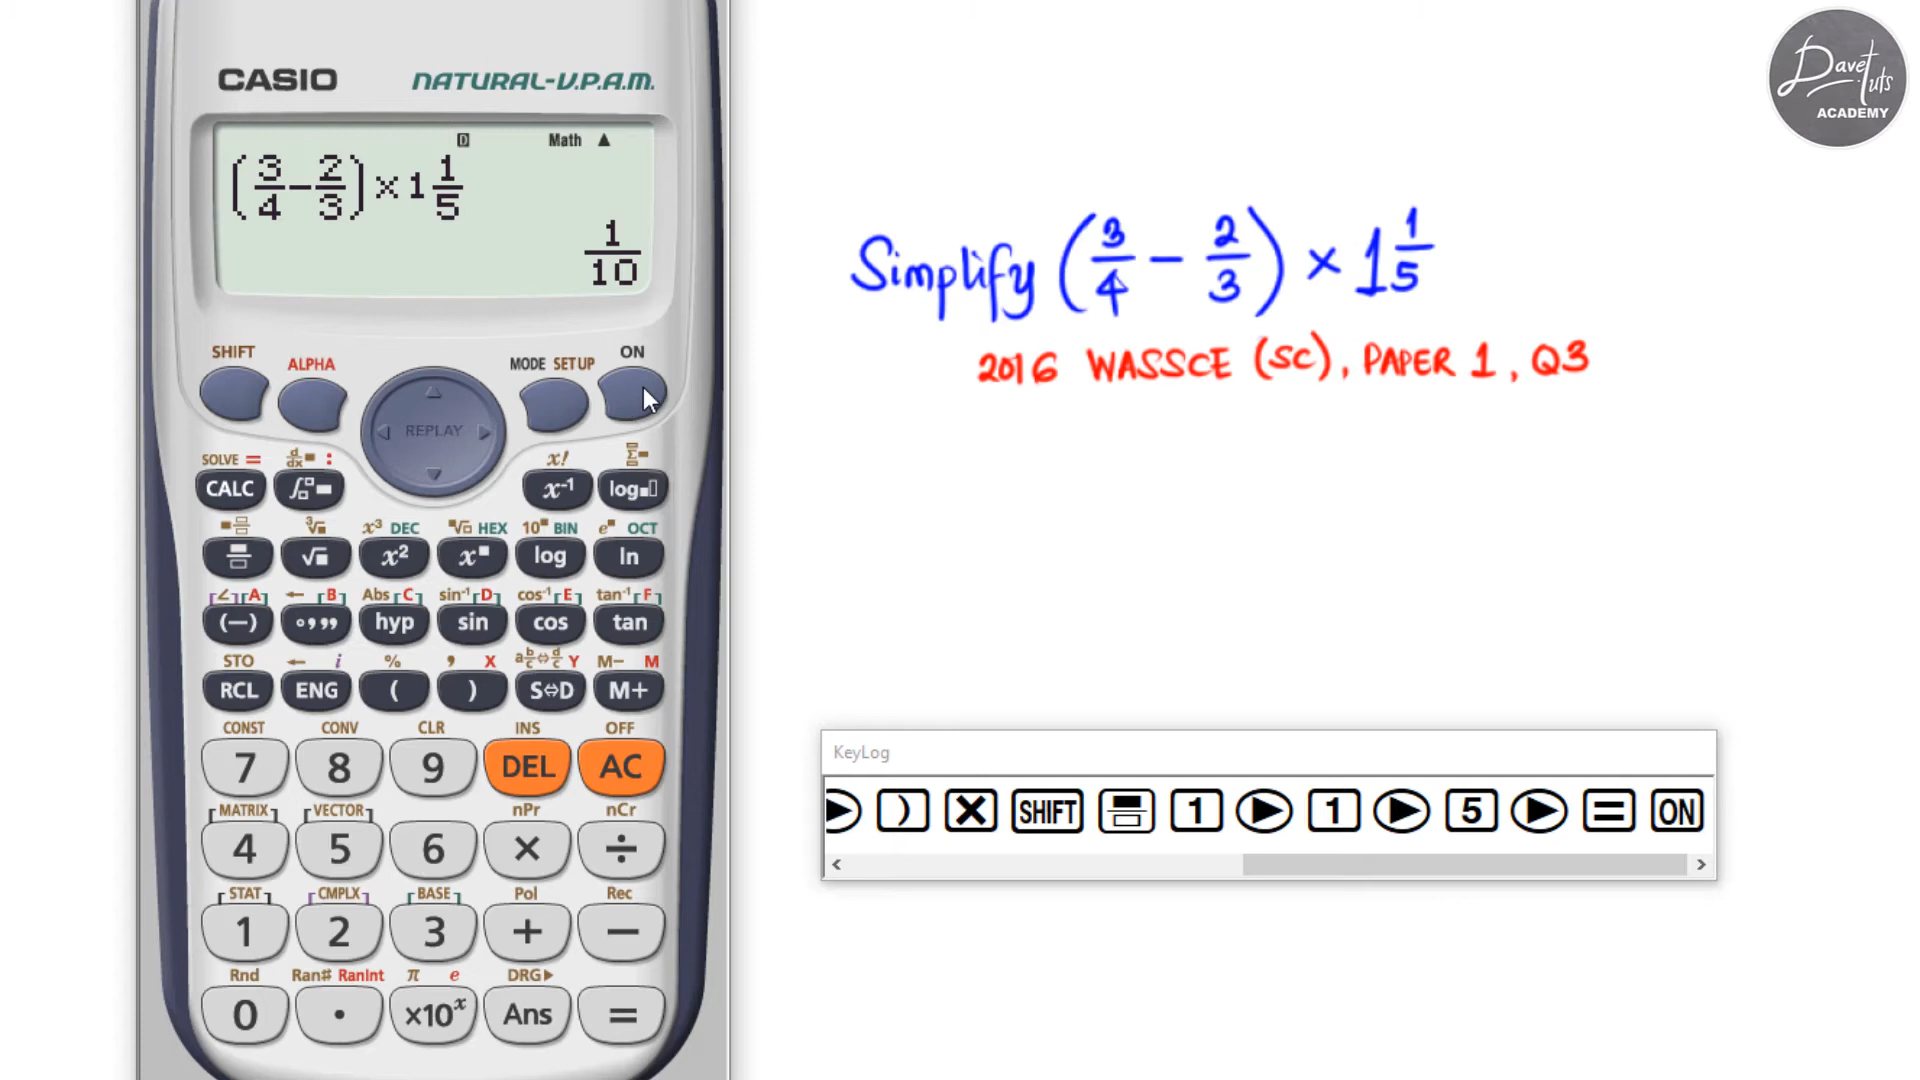 Dave Tuts
ACADEMY
CASIO NATURAL-V.P.A.M.
D Math ▲
(3/4-2/3)×1 1/5
1/10
Simplify (3/4 - 2/3) × 1 1/5
2016 WASSCE (SC), PAPER 1, Q3
SHIFT ALPHA MODE SETUP ON
REPLAY
SOLVE = d/dx■ : x! Σ■
CALC ∫■ x⁻¹ log■□
■□/□ ³√■ x³ DEC ■√□ HEX 10■ BIN e■ OCT
■/□ √■ x² x■ log ln
∠ A ← B Abs C sin⁻¹ D cos⁻¹ E tan⁻¹ F
(−) °,,, hyp sin cos tan
STO ← i % , X a b/c⇔d/c Y M− M
RCL ENG ( ) S⇔D M+
CONST CONV CLR INS OFF
7 8 9 DEL AC
MATRIX VECTOR nPr nCr
4 5 6 × ÷
STAT CMPLX BASE Pol Rec
1 2 3 + −
Rnd Ran# RanInt π e DRG▶
0 • ×10ˣ Ans =
KeyLog
▶ ) × SHIFT ■/□ 1 ▶ 1 ▶ 5 ▶ = ON